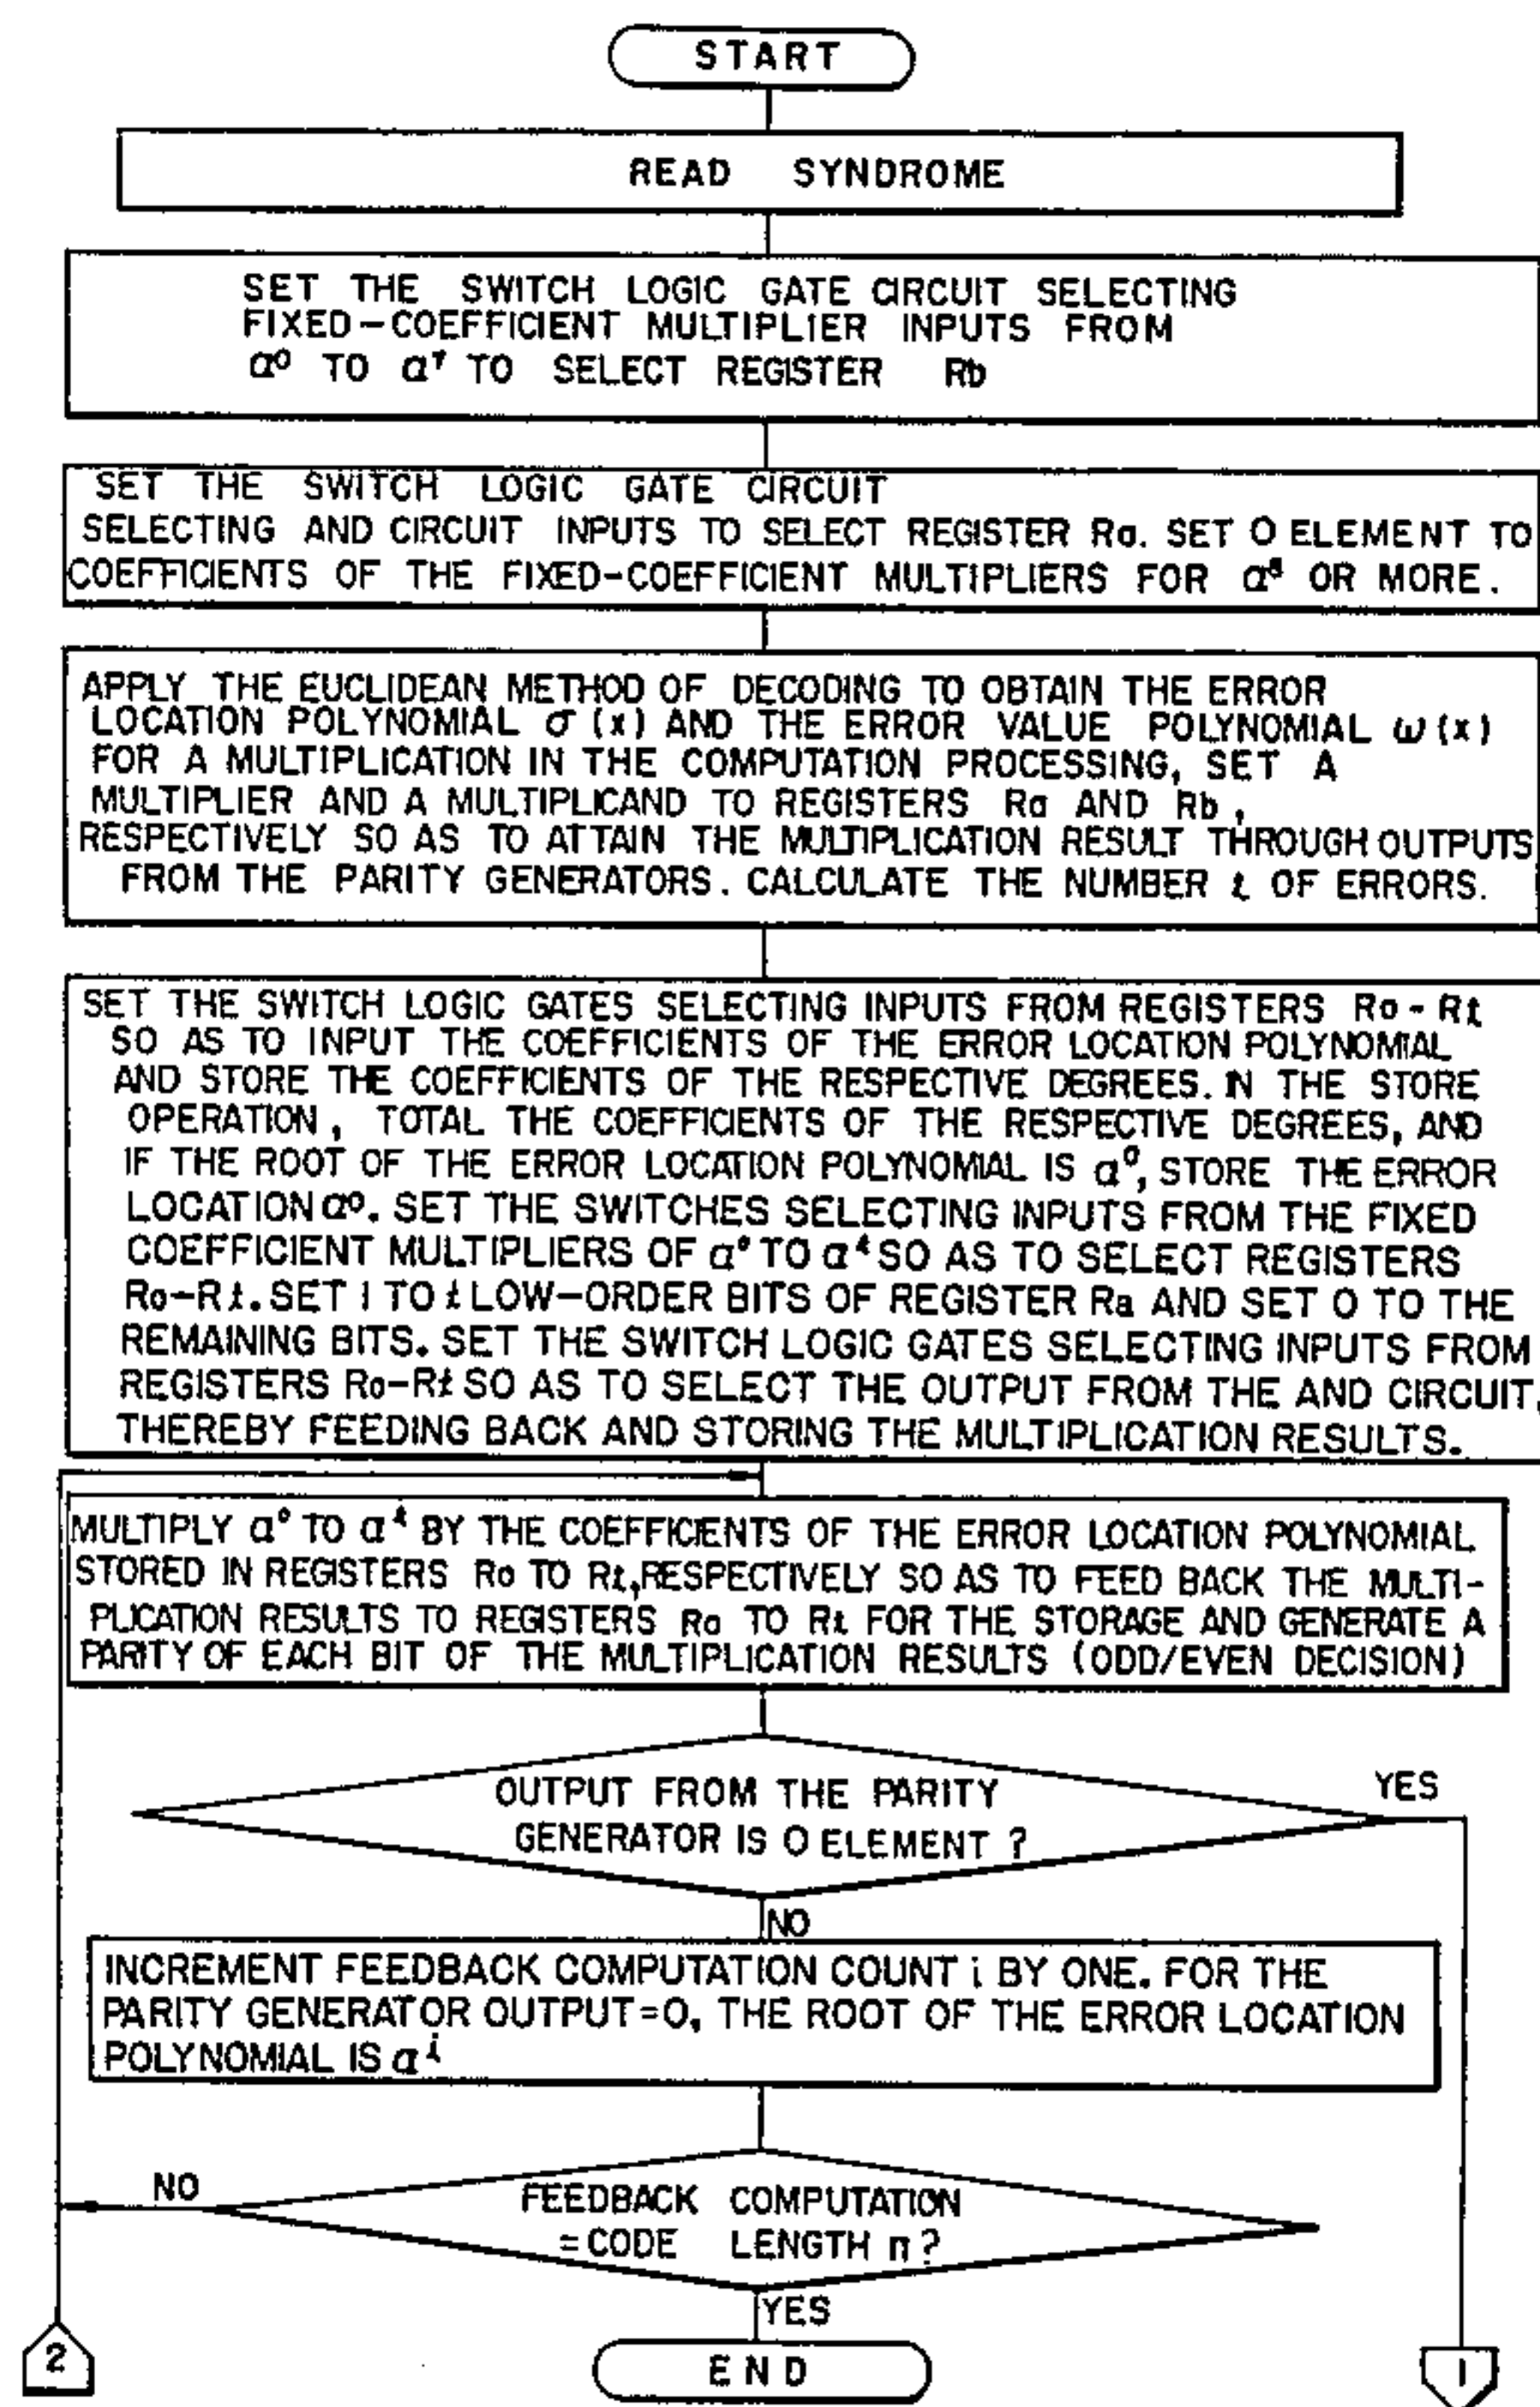 START
READ SYNDROME
SET THE SWITCH LOGIC GATE CIRCUIT SELECTING
FIXED-COEFFICIENT MULTIPLIER INPUTS FROM
α⁰ TO α⁷ TO SELECT REGISTER Rb
SET THE SWITCH LOGIC GATE CIRCUIT
SELECTING AND CIRCUIT INPUTS TO SELECT REGISTER Ra. SET 0 ELEMENT TO
COEFFICIENTS OF THE FIXED-COEFFICIENT MULTIPLIERS FOR α⁸ OR MORE.
APPLY THE EUCLIDEAN METHOD OF DECODING TO OBTAIN THE ERROR
LOCATION POLYNOMIAL σ(x) AND THE ERROR VALUE POLYNOMIAL ω(x)
FOR A MULTIPLICATION IN THE COMPUTATION PROCESSING, SET A
MULTIPLIER AND A MULTIPLICAND TO REGISTERS Ra AND Rb,
RESPECTIVELY SO AS TO ATTAIN THE MULTIPLICATION RESULT THROUGH OUTPUTS
FROM THE PARITY GENERATORS. CALCULATE THE NUMBER t OF ERRORS.
SET THE SWITCH LOGIC GATES SELECTING INPUTS FROM REGISTERS Ro-Rt
SO AS TO INPUT THE COEFFICIENTS OF THE ERROR LOCATION POLYNOMIAL
AND STORE THE COEFFICIENTS OF THE RESPECTIVE DEGREES. IN THE STORE
OPERATION, TOTAL THE COEFFICIENTS OF THE RESPECTIVE DEGREES, AND
IF THE ROOT OF THE ERROR LOCATION POLYNOMIAL IS α⁰, STORE THE ERROR
LOCATION α⁰. SET THE SWITCHES SELECTING INPUTS FROM THE FIXED
COEFFICIENT MULTIPLIERS OF α⁰ TO αᵗ SO AS TO SELECT REGISTERS
Ro-Rt. SET 1 TO t LOW-ORDER BITS OF REGISTER Ra AND SET 0 TO THE
REMAINING BITS. SET THE SWITCH LOGIC GATES SELECTING INPUTS FROM
REGISTERS Ro-Rt SO AS TO SELECT THE OUTPUT FROM THE AND CIRCUIT,
THEREBY FEEDING BACK AND STORING THE MULTIPLICATION RESULTS.
MULTIPLY α⁰ TO αᵗ BY THE COEFFICIENTS OF THE ERROR LOCATION POLYNOMIAL
STORED IN REGISTERS Ro TO Rt, RESPECTIVELY SO AS TO FEED BACK THE MULTI-
PLICATION RESULTS TO REGISTERS Ro TO Rt FOR THE STORAGE AND GENERATE A
PARITY OF EACH BIT OF THE MULTIPLICATION RESULTS (ODD/EVEN DECISION)
OUTPUT FROM THE PARITY YES
GENERATOR IS 0 ELEMENT ?
NO
INCREMENT FEEDBACK COMPUTATION COUNT i BY ONE. FOR THE
PARITY GENERATOR OUTPUT=0, THE ROOT OF THE ERROR LOCATION
POLYNOMIAL IS αⁱ
NO FEEDBACK COMPUTATION
=CODE LENGTH n?
YES
2 END 1